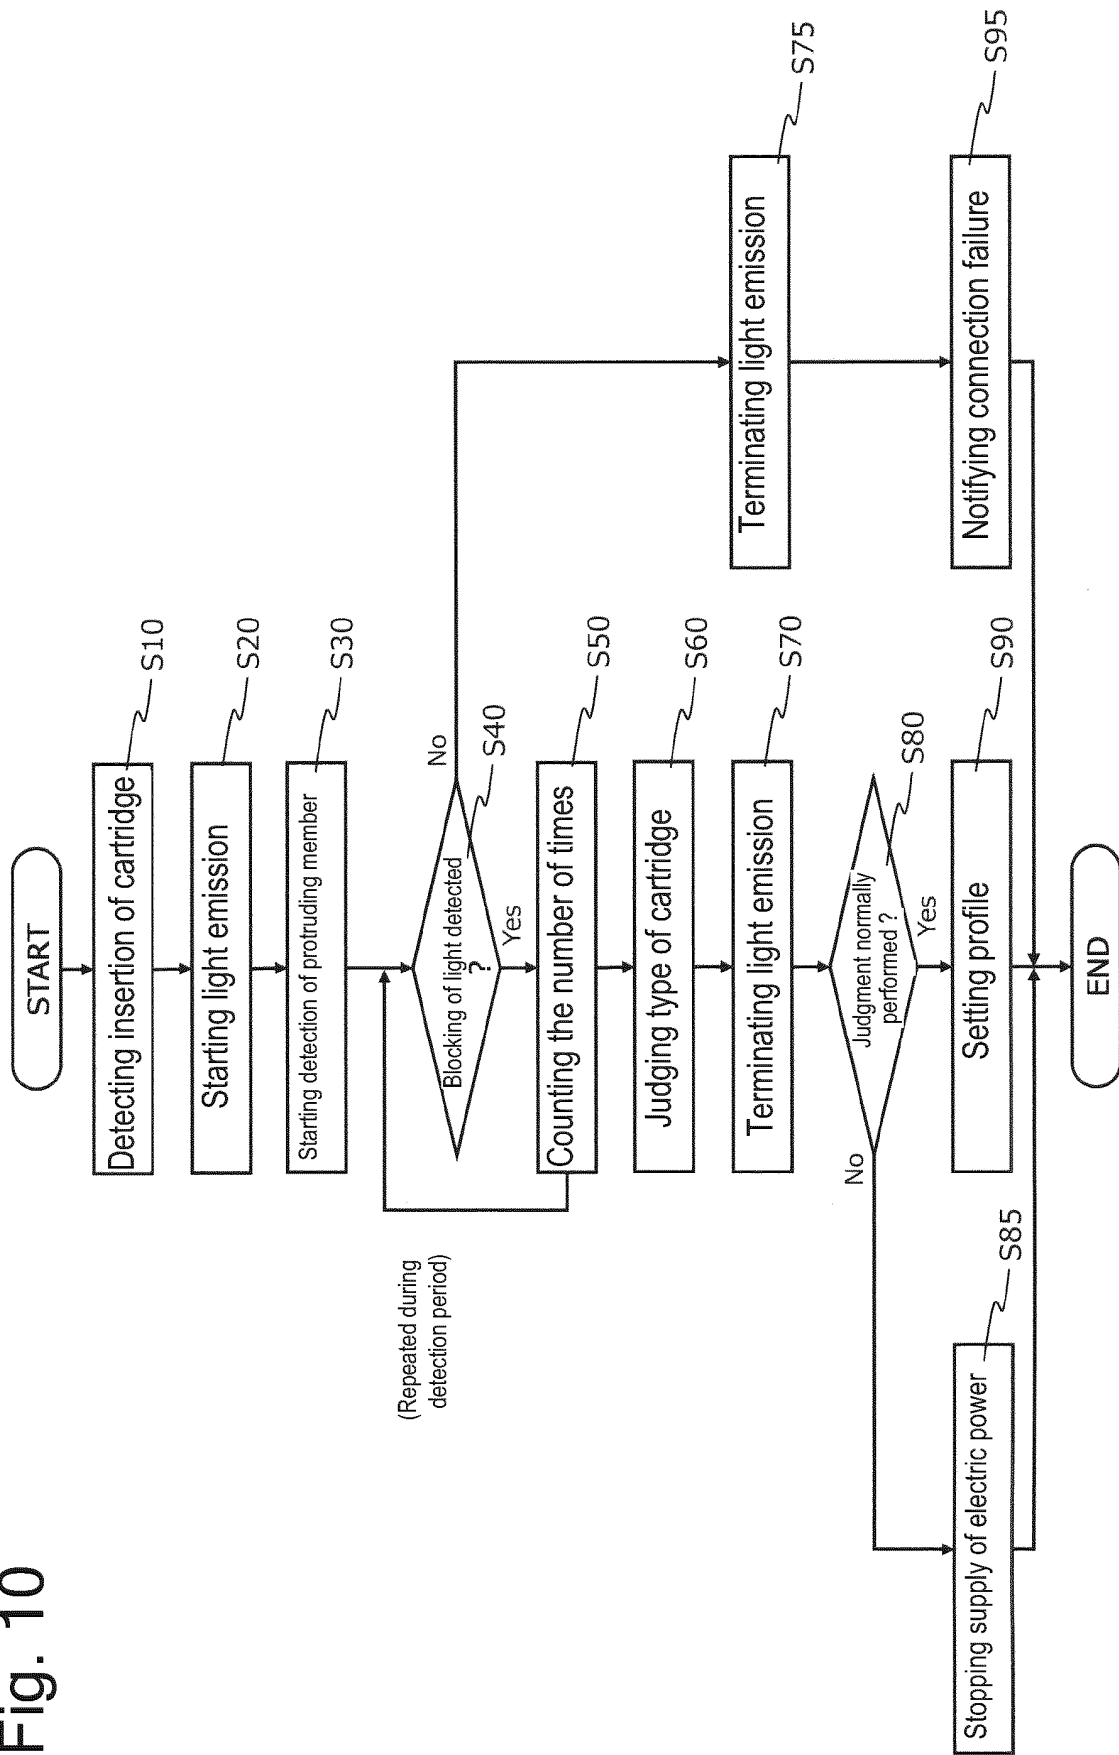 Fig. 10
START
Detecting insertion of cartridge
S10
Starting light emission
S20
Starting detection of protruding member
S30
(Repeated during
detection period)
Blocking of light detected
?
S40
No
Yes
Counting the number of times
S50
Judging type of cartridge
S60
Terminating light emission
S70
Terminating light emission
S75
Judgment normally
performed ?
S80
No
Yes
Stopping supply of electric power
S85
Setting profile
S90
Notifying connection failure
S95
END